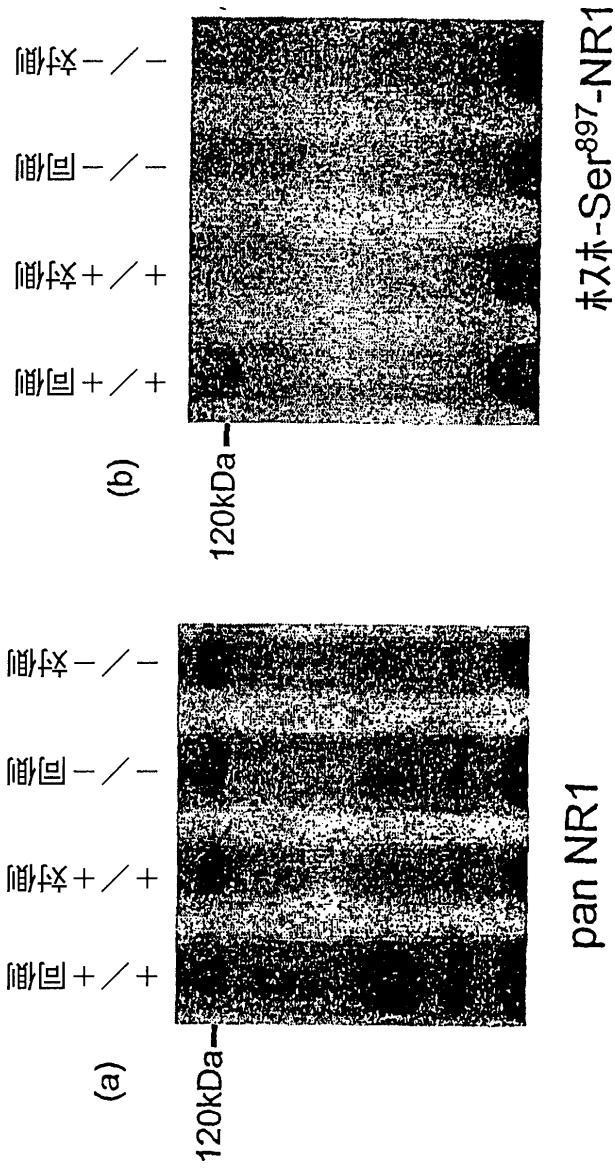 (a)
同側+/+
対側+/+
同側−/−
対側−/−
120kDa
pan NR1
(b)
同側+/+
対側+/+
同側−/−
対側−/−
120kDa
ホスホ-Ser⁸⁹⁷-NR1